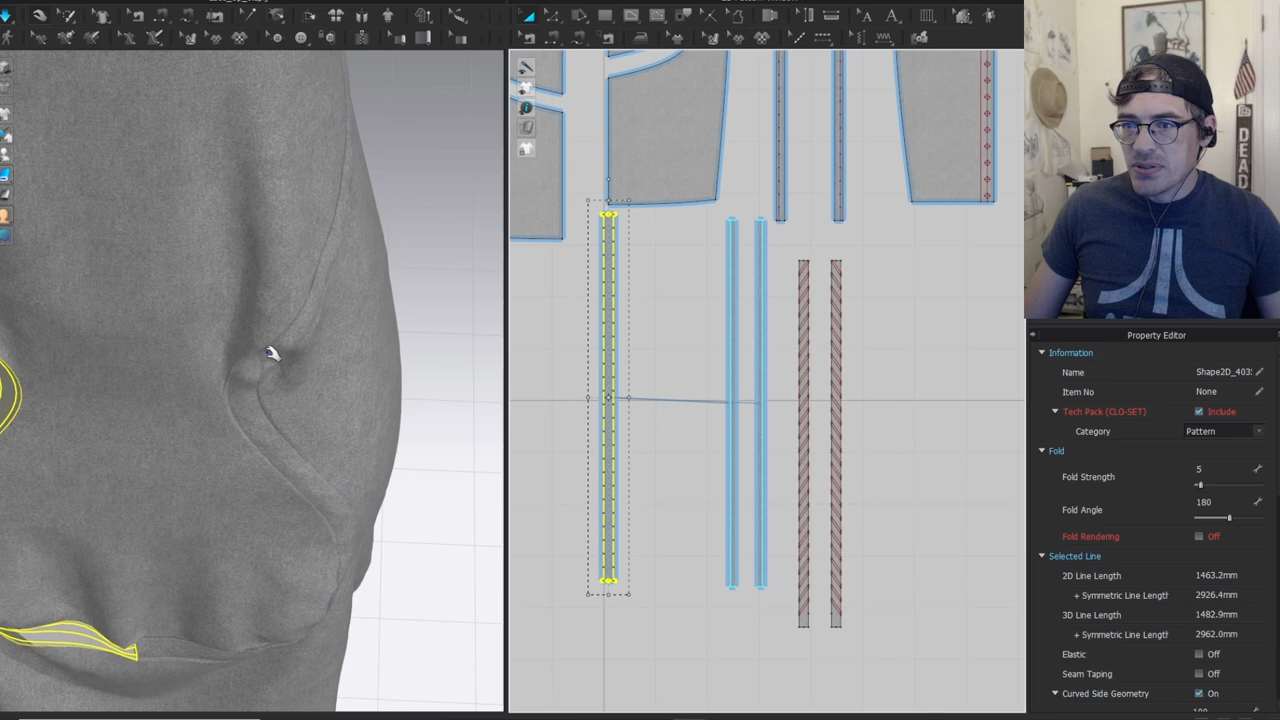 A
A
DEAD
Property Editor
Information
Name Shape2D_403
Item No None
Tech Pack (CLO-SET) Include
Category Pattern
Fold
Fold Strength 5
Fold Angle 180
Fold Rendering Off
Selected Line
2D Line Length 1463.2mm
+ Symmetric Line Lengt 2926.4mm
3D Line Length 1482.9mm
+ Symmetric Line Lengt 2962.0mm
Elastic Off
Seam Taping Off
Curved Side Geometry On